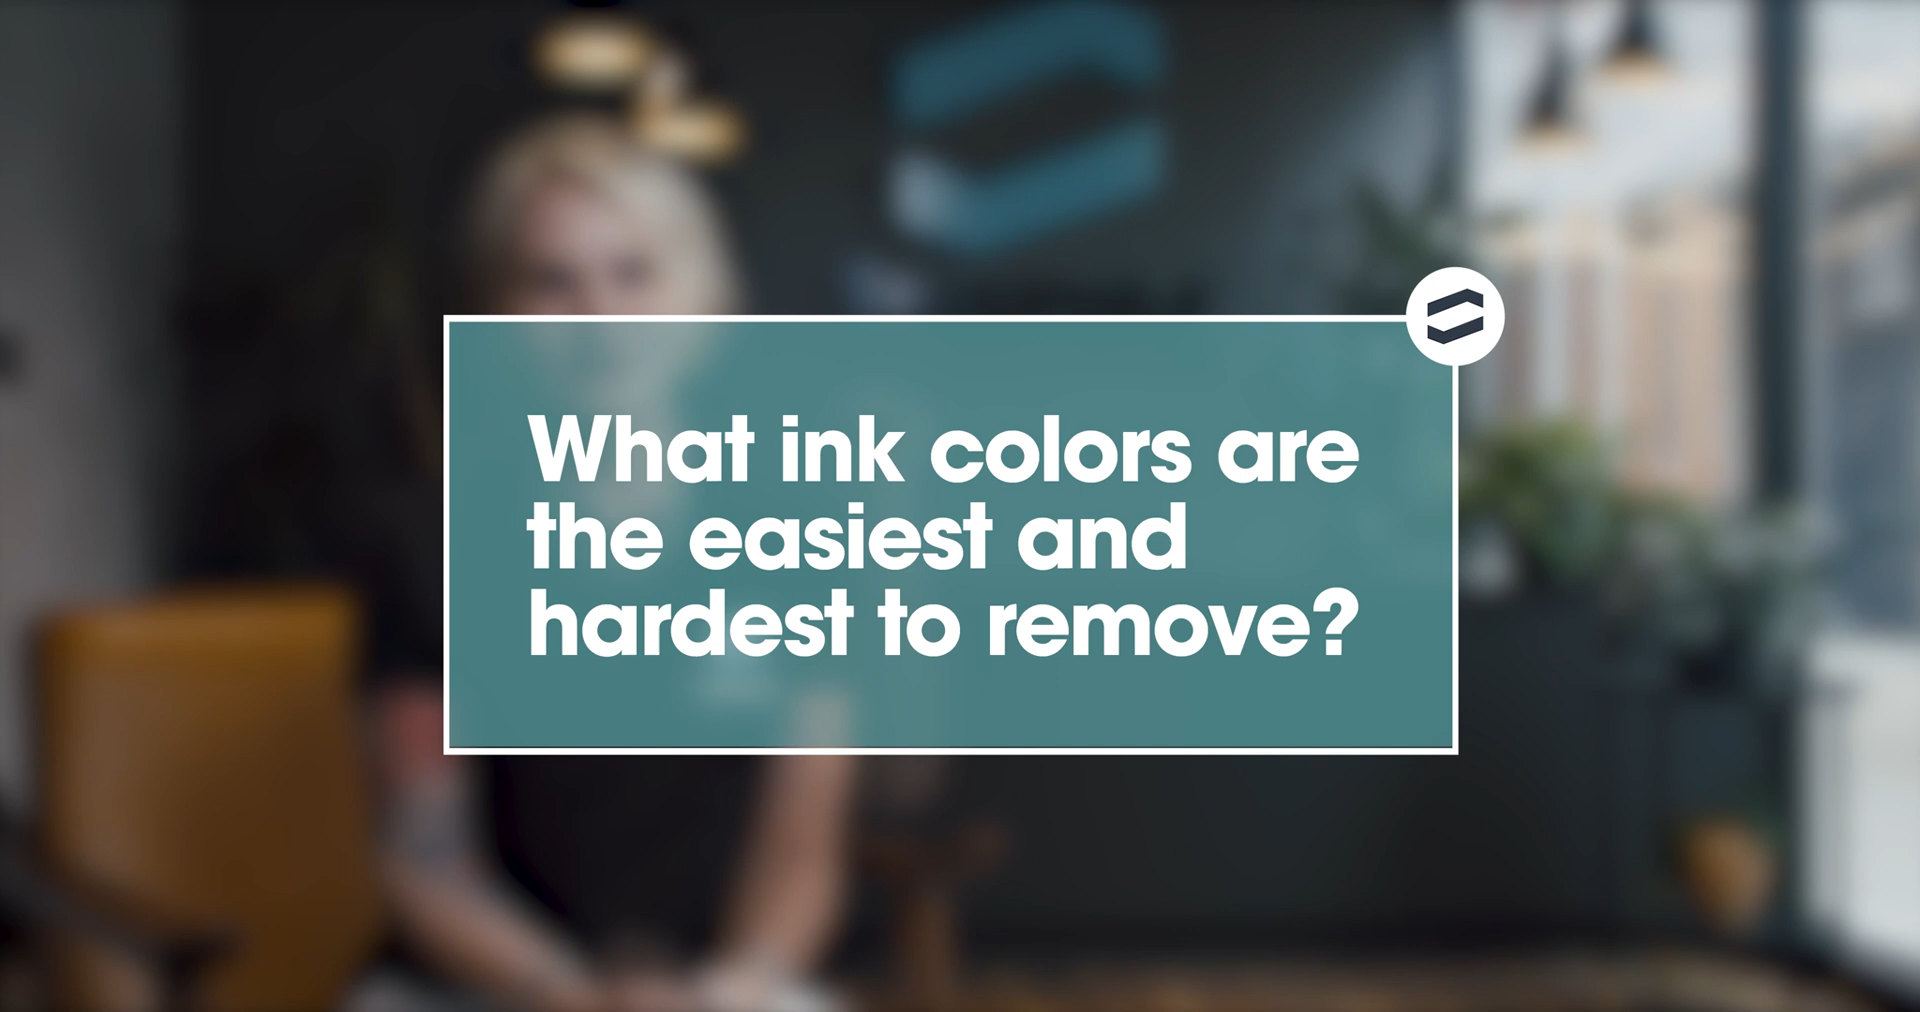 What ink colors are
the easiest and
hardest to remove?